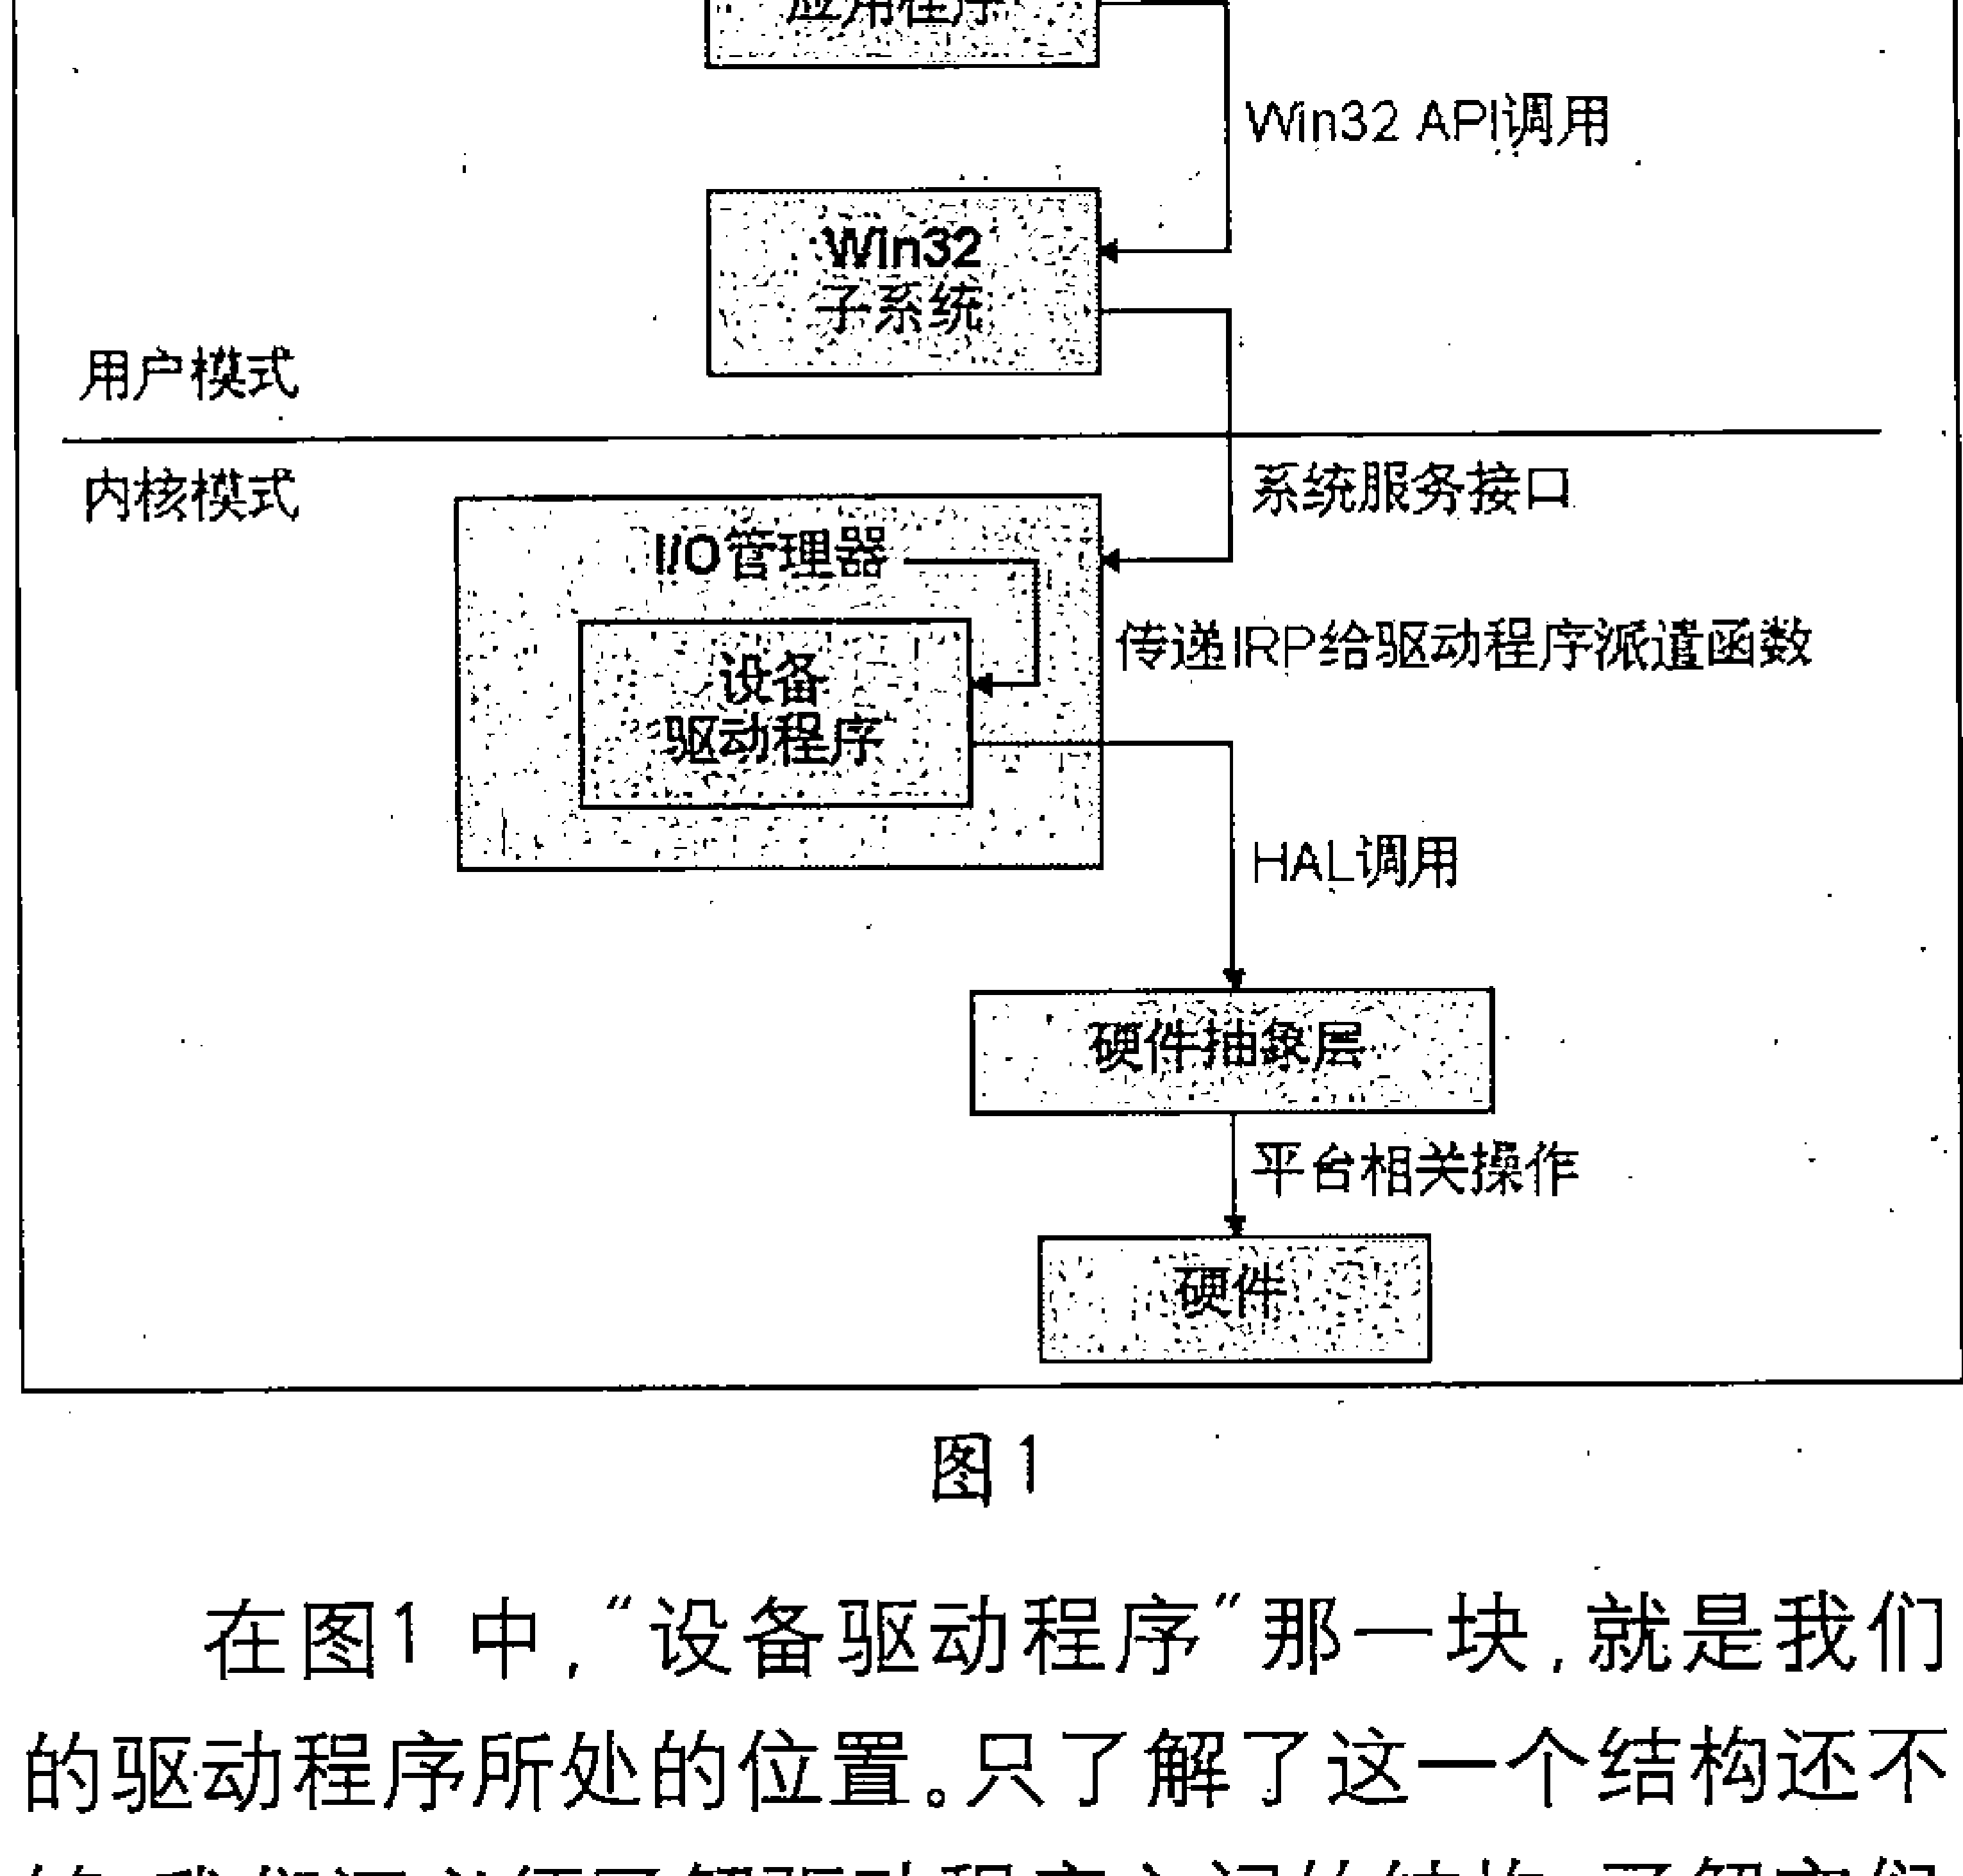 应用程序
Win32 API调用
Win32
子系统
用户模式
内核模式
系统服务接口
I/O管理器
传递IRP给驱动程序派遣函数
设备
驱动程序
HAL调用
硬件抽象层
平台相关操作
硬件
图1
在图1中,“设备驱动程序”那一块,就是我们
的驱动程序所处的位置。只了解了这一个结构还不